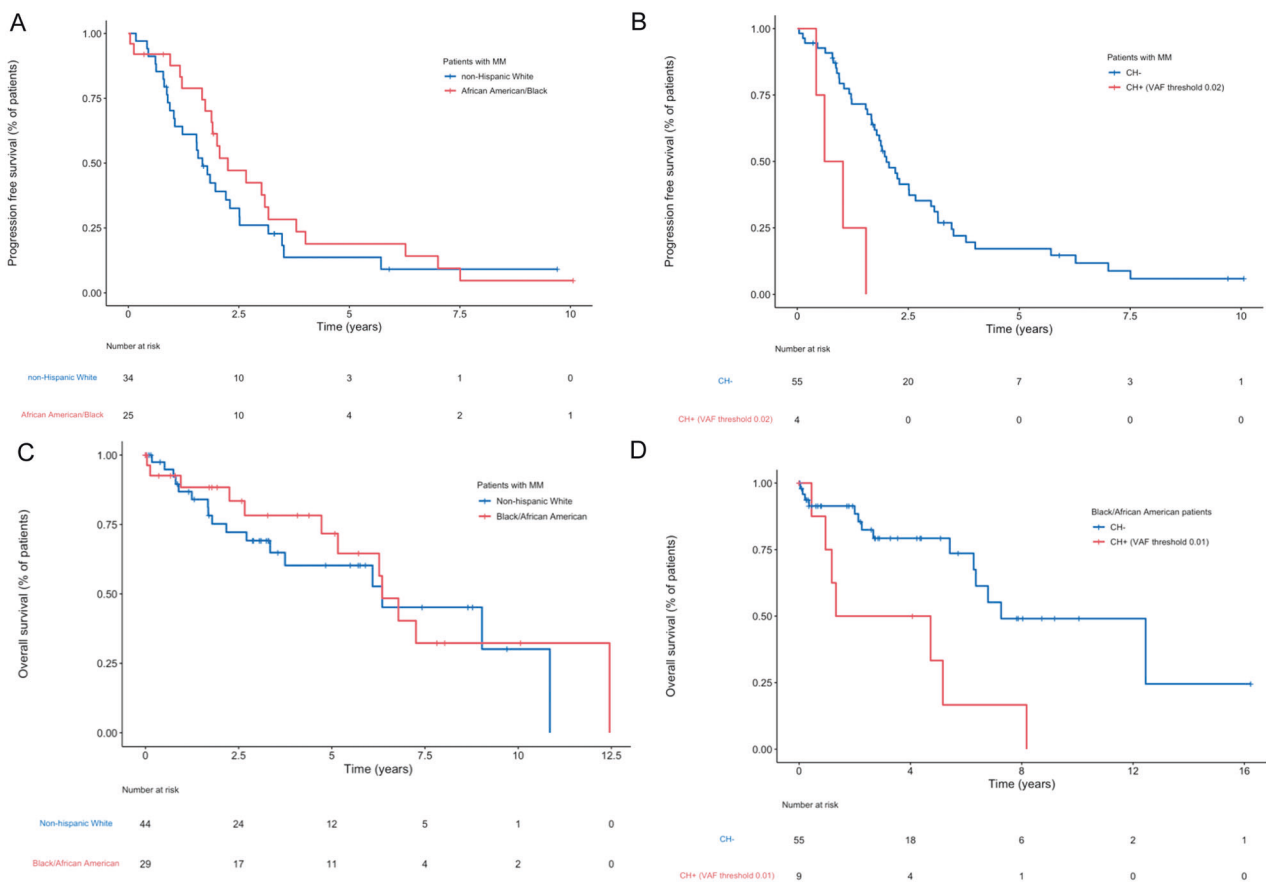 A
Progression free survival (% of patients)
1.00
0.75
0.50
0.25
0.00
Patients with MM
non-Hispanic White
African American/Black
0 2.5 5 7.5 10
Time (years)
Number at risk
non-Hispanic White 34 10 3 1 0
African American/Black 25 10 4 2 1
B
Progression free survival (% of patients)
1.00
0.75
0.50
0.25
0.00
Patients with MM
CH-
CH+ (VAF threshold 0.02)
0 2.5 5 7.5 10
Time (years)
Number at risk
CH- 55 20 7 3 1
CH+ (VAF threshold 0.02) 4 0 0 0 0
C
Overall survival (% of patients)
1.00
0.75
0.50
0.25
0.00
Patients with MM
Non-hispanic White
Black/African American
0 2.5 5 7.5 10 12.5
Time (years)
Number at risk
Non-hispanic White 44 24 12 5 1 0
Black/African American 29 17 11 4 2 0
D
Overall survival (% of patients)
1.00
0.75
0.50
0.25
0.00
Black/African American patients
CH-
CH+ (VAF threshold 0.01)
0 4 8 12 16
Time (years)
Number at risk
CH- 55 18 6 2 1
CH+ (VAF threshold 0.01) 9 4 1 0 0